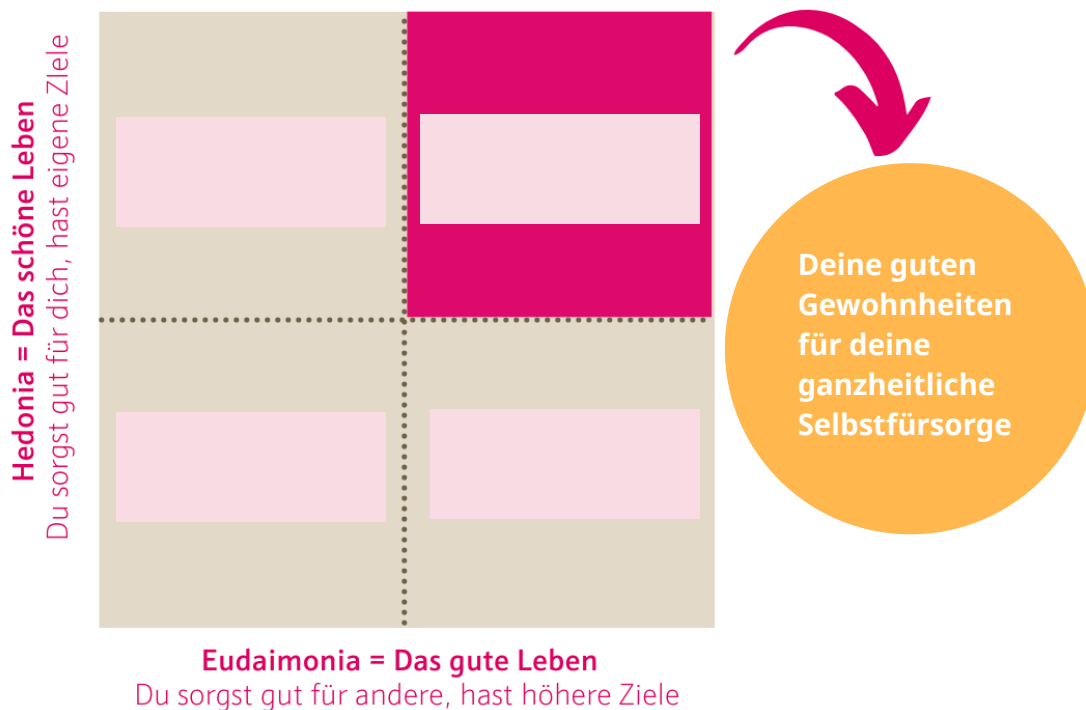 Hedonia = Das schöne Leben
Du sorgst gut für dich, hast eigene ZIele
Deine guten
Gewohnheiten
für deine
ganzheitliche
Selbstfürsorge
Eudaimonia = Das gute Leben
Du sorgst gut für andere, hast höhere Ziele